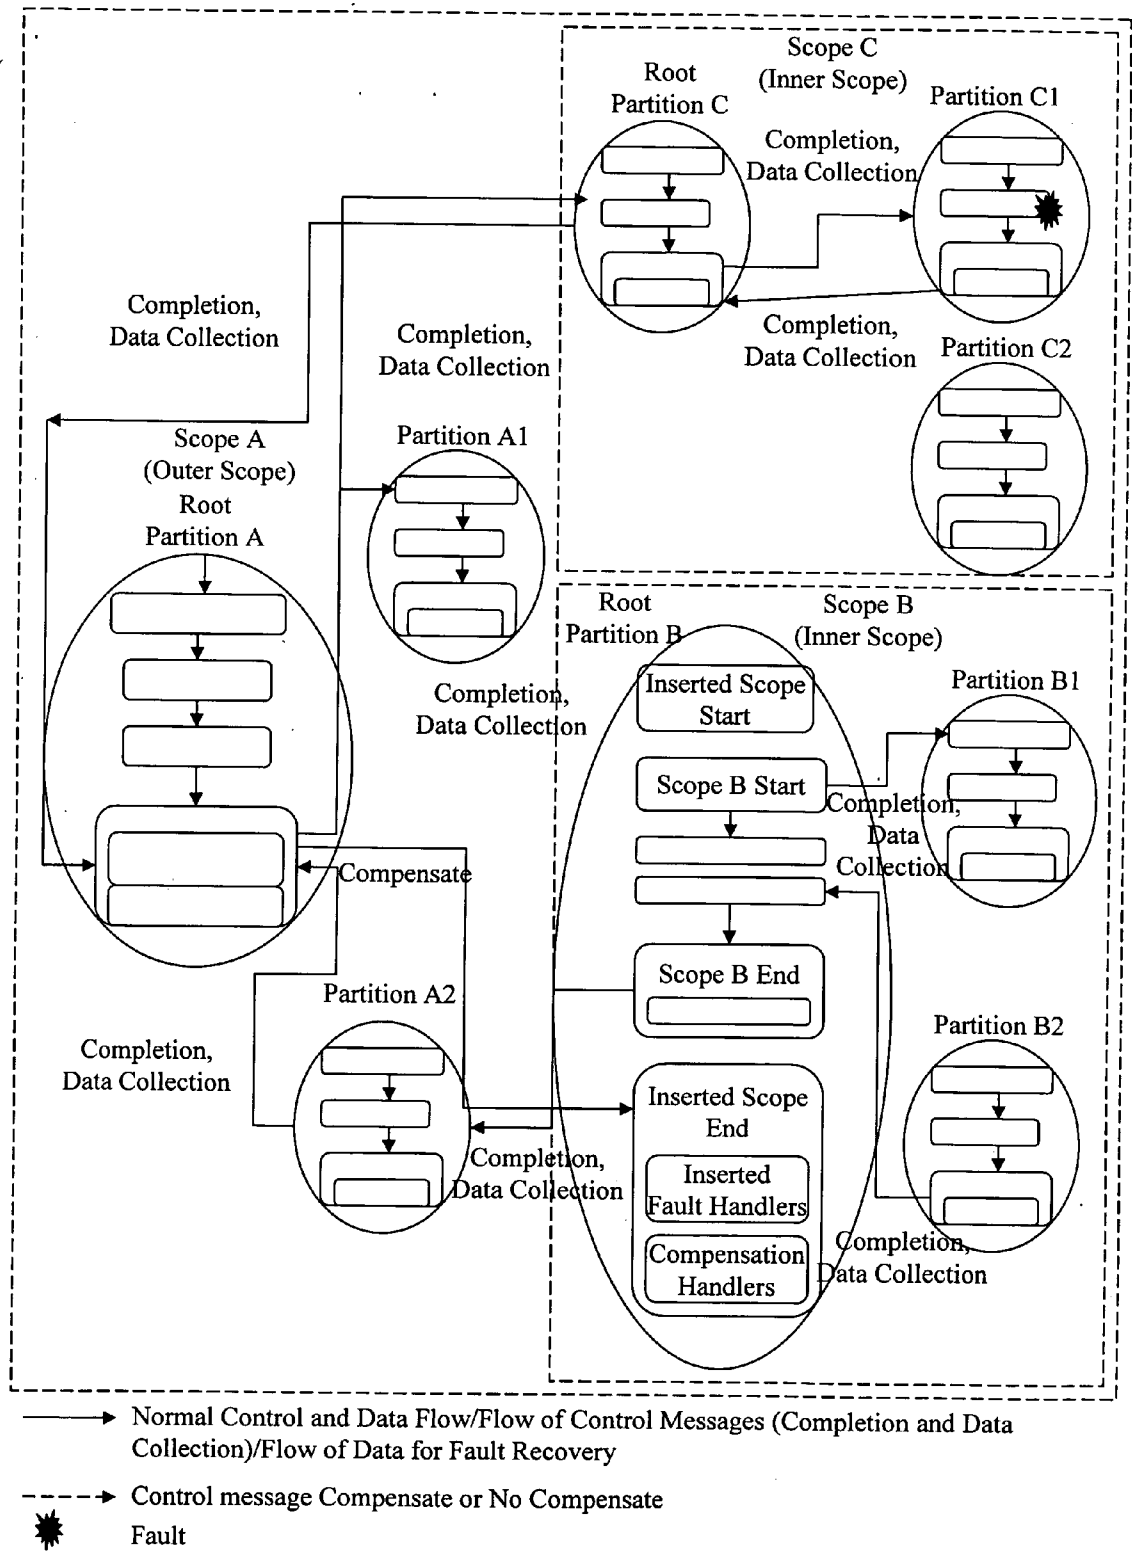 Scope C
(Inner Scope)
Root
Partition C
Partition C1
Completion,
Data Collection
Completion,
Data Collection
Completion,
Data Collection
Completion,
Data Collection
Partition C2
Scope A
(Outer Scope)
Root
Partition A
Partition A1
Root
Partition B
Scope B
(Inner Scope)
Completion,
Data Collection
Inserted Scope
Start
Partition B1
Scope B Start
Completion,
Data
Collection
Compensate
Scope B End
Partition A2
Partition B2
Completion,
Data Collection
Inserted Scope
End
Completion,
Data Collection
Inserted
Fault Handlers
Compensation
Handlers
Completion,
Data Collection
Normal Control and Data Flow/Flow of Control Messages (Completion and Data
Collection)/Flow of Data for Fault Recovery
Control message Compensate or No Compensate
Fault